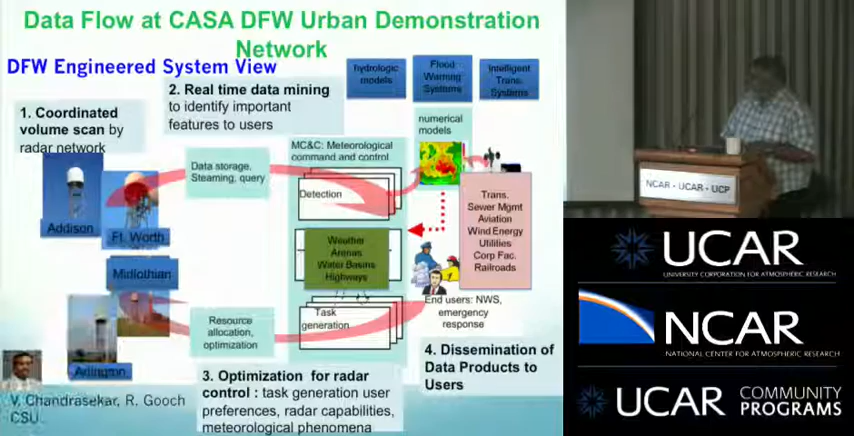 Data Flow at CASA DFW Urban Demonstration
Network
DFW Engineered System View
hydrologic
models
Flood
Warning
Systems
Intelligent
Trans.
Systems
1. Coordinated
volume scan by
radar network
2. Real time data mining
to identify important
features to users
numerical
models
MC&C: Meteorological
command and control
Data storage,
Steaming, query
Detection
Addison
Ft. Worth
Midlothian
Arlington
Weather
Arenas
Water Basins
Highways
Trans.
Sewer Mgmt
Aviation
Wind Energy
Utilities
Corp Fac.
Railroads
Resource
allocation,
optimization
Task
generation
End users: NWS,
emergency
response
3. Optimization for radar
control : task generation user
preferences, radar capabilities,
meteorological phenomena
4. Dissemination of
Data Products to
Users
V. Chandrasekar, R. Gooch
CSU
NCAR - UCAR - UCP
UCAR
UNIVERSITY CORPORATION FOR ATMOSPHERIC RESEARCH
NCAR
NATIONAL CENTER FOR ATMOSPHERIC RESEARCH
UCAR COMMUNITY
PROGRAMS